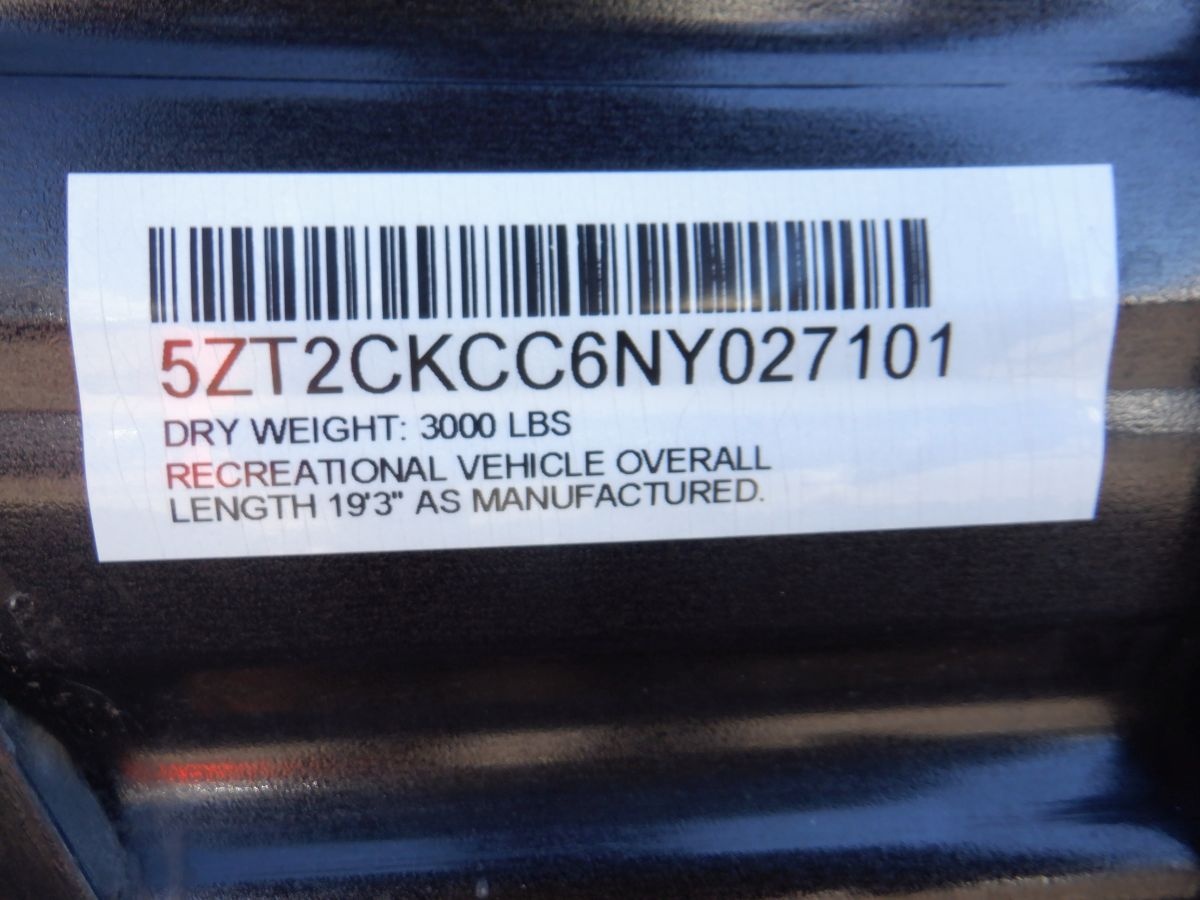 5ZT2CKCC6NY027101
DRY WEIGHT: 3000 LBS
RECREATIONAL VEHICLE OVERALL
LENGTH 19'3" AS MANUFACTURED.